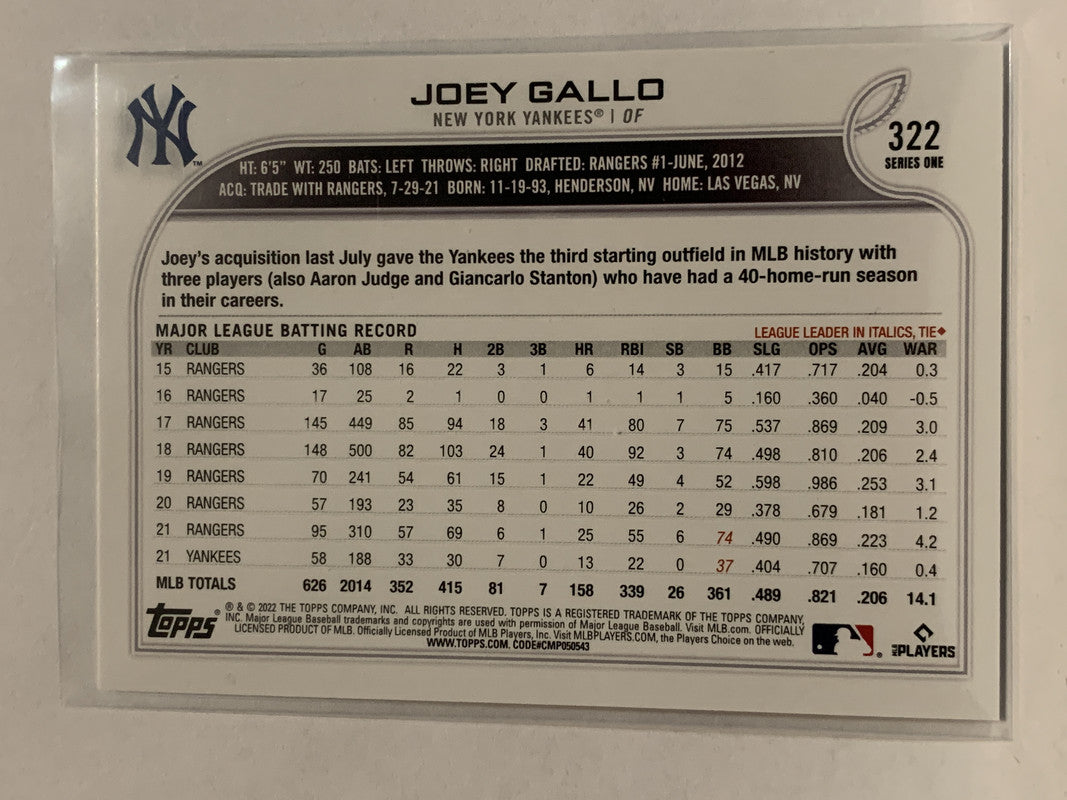 NY™
JOEY GALLO
NEW YORK YANKEES® | OF
322
SERIES ONE
HT: 6'5" WT: 250 BATS: LEFT THROWS: RIGHT DRAFTED: RANGERS #1-JUNE, 2012
ACQ: TRADE WITH RANGERS, 7-29-21 BORN: 11-19-93, HENDERSON, NV HOME: LAS VEGAS, NV
Joey's acquisition last July gave the Yankees the third starting outfield in MLB history with
three players (also Aaron Judge and Giancarlo Stanton) who have had a 40-home-run season
in their careers.
MAJOR LEAGUE BATTING RECORD LEAGUE LEADER IN ITALICS, TIE◆
YR CLUB G AB R H 2B 3B HR RBI SB BB SLG OPS AVG WAR
15 RANGERS 36 108 16 22 3 1 6 14 3 15 .417 .717 .204 0.3
16 RANGERS 17 25 2 1 0 0 1 1 1 5 .160 .360 .040 -0.5
17 RANGERS 145 449 85 94 18 3 41 80 7 75 .537 .869 .209 3.0
18 RANGERS 148 500 82 103 24 1 40 92 3 74 .498 .810 .206 2.4
19 RANGERS 70 241 54 61 15 1 22 49 4 52 .598 .986 .253 3.1
20 RANGERS 57 193 23 35 8 0 10 26 2 29 .378 .679 .181 1.2
21 RANGERS 95 310 57 69 6 1 25 55 6 74 .490 .869 .223 4.2
21 YANKEES 58 188 33 30 7 0 13 22 0 37 .404 .707 .160 0.4
MLB TOTALS 626 2014 352 415 81 7 158 339 26 361 .489 .821 .206 14.1
Topps®
® & © 2022 THE TOPPS COMPANY, INC. ALL RIGHTS RESERVED. TOPPS IS A REGISTERED TRADEMARK OF THE TOPPS COMPANY,
INC. Major League Baseball trademarks and copyrights are used with permission of Major League Baseball. Visit MLB.com. OFFICIALLY
LICENSED PRODUCT OF MLB. Officially Licensed Product of MLB Players, Inc. Visit MLBPLAYERS.COM, the Players Choice on the web.
WWW.TOPPS.COM. CODE#CMP050543
MLB PLAYERS